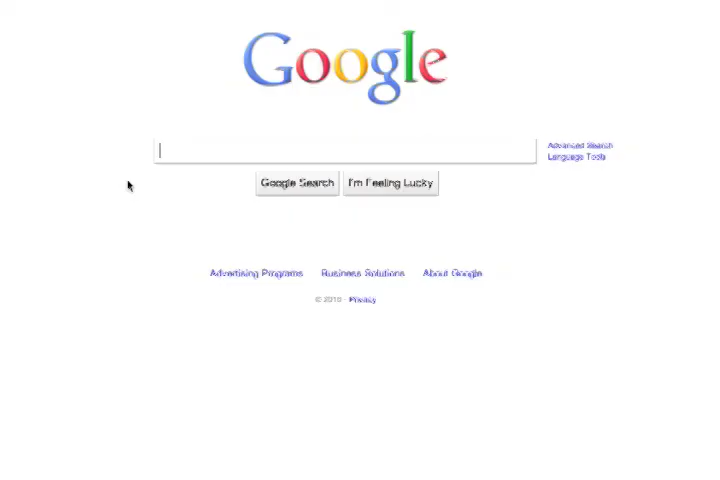 Google
Advanced Search
Language Tools
Google Search
I'm Feeling Lucky
Advertising Programs
Business Solutions
About Google
© 2010 - Privacy